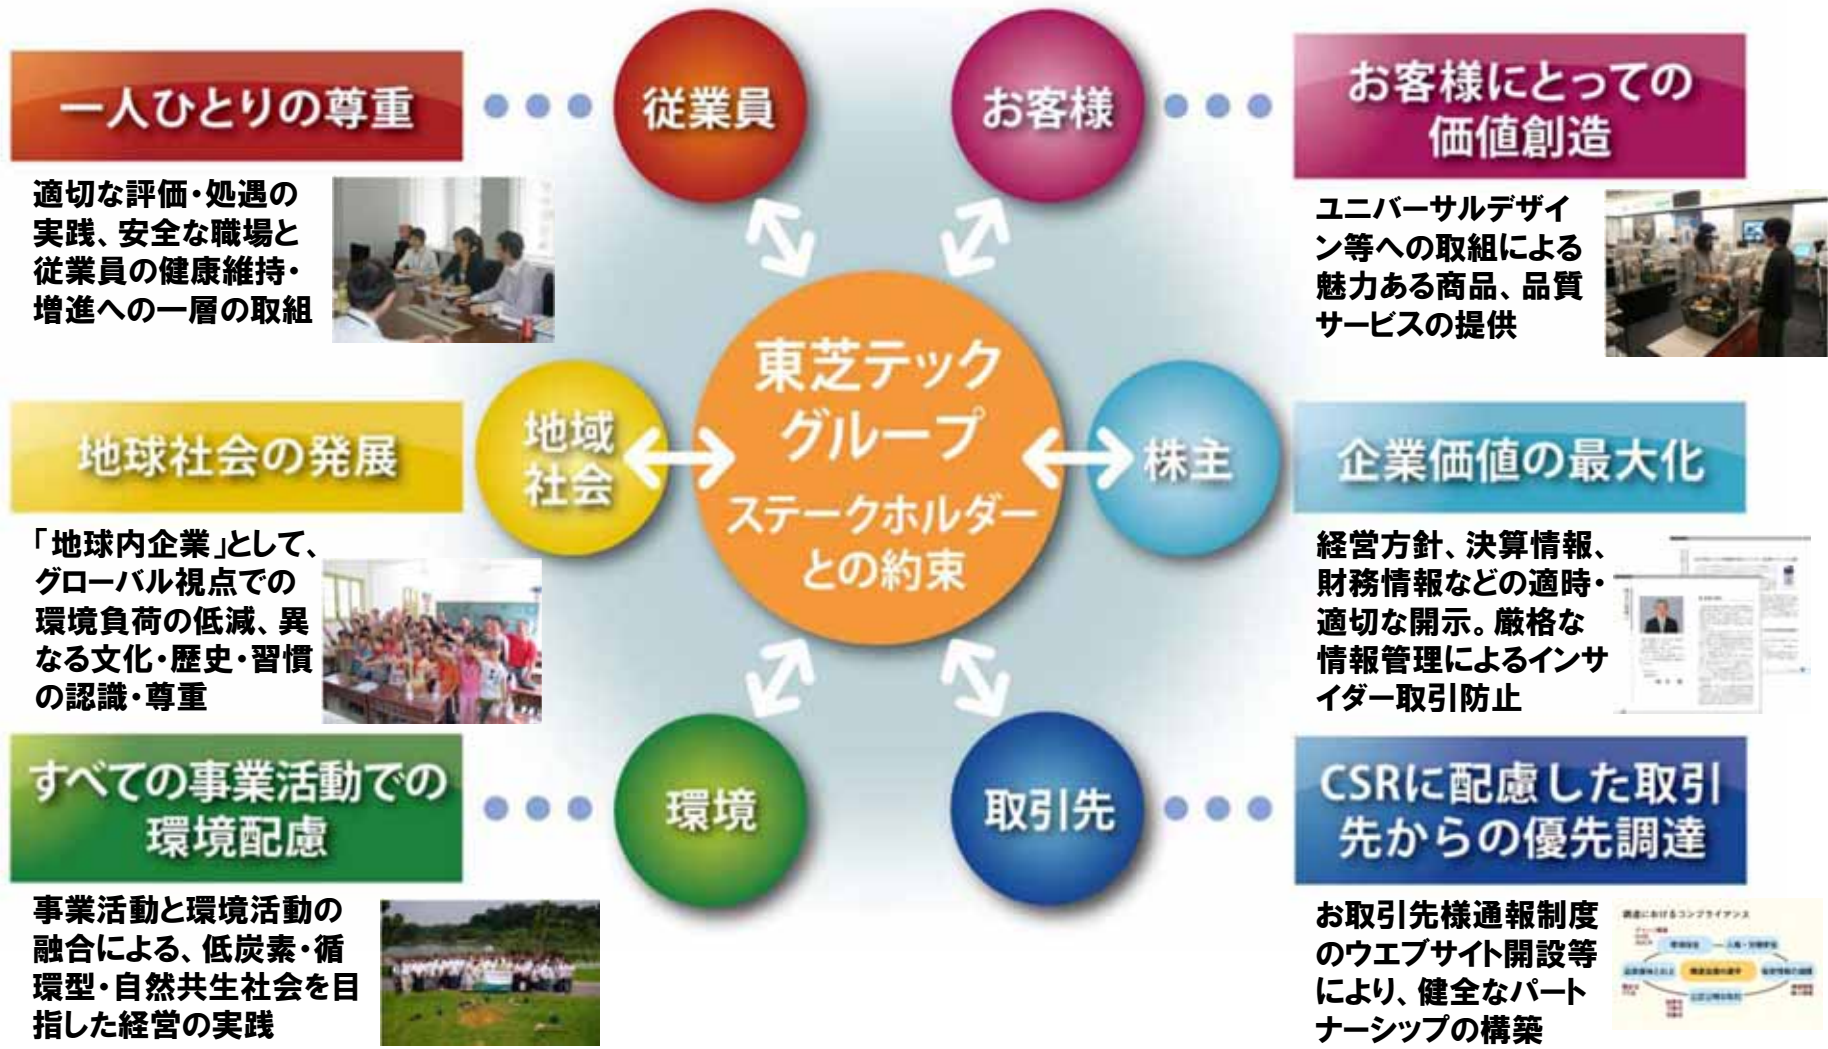 一人ひとりの尊重
従業員
適切な評価・処遇の
実践、安全な職場と
従業員の健康維持・
増進への一層の取組
お客様
お客様にとっての
価値創造
ユニバーサルデザイ
ン等への取組による
魅力ある商品、品質
サービスの提供
東芝テック
グループ
ステークホルダー
との約束
地球社会の発展
地域
社会
「地球内企業」として、
グローバル視点での
環境負荷の低減、異
なる文化・歴史・習慣
の認識・尊重
株主
企業価値の最大化
経営方針、決算情報、
財務情報などの適時・
適切な開示。厳格な
情報管理によるインサ
イダー取引防止
すべての事業活動での
環境配慮
環境
事業活動と環境活動の
融合による、低炭素・循
環型・自然共生社会を目
指した経営の実践
取引先
CSRに配慮した取引
先からの優先調達
お取引先様通報制度
のウエブサイト開設等
により、健全なパート
ナーシップの構築
調達におけるコンプライアンス